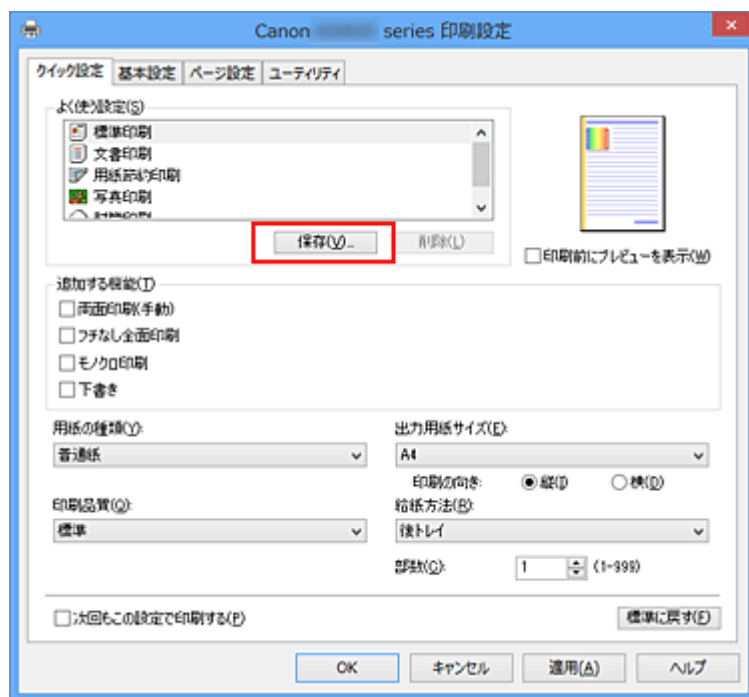 Canon series 印刷設定
クイック設定 基本設定 ページ設定 ユーティリティ
よく使う設定(S)
標準印刷
文書印刷
用紙節約印刷
写真印刷
保存(V)... 削除(L)
印刷前にプレビューを表示(W)
追加する機能(T)
両面印刷(手動)
フチなし全面印刷
モノクロ印刷
下書き
用紙の種類(Y): 出力用紙サイズ(E):
普通紙 A4
印刷の向き: 縦(I) 横(D)
印刷品質(Q): 給紙方法(R):
標準 後トレイ
部数(C): 1 (1-999)
次回もこの設定で印刷する(P) 標準に戻す(F)
OK キャンセル 適用(A) ヘルプ